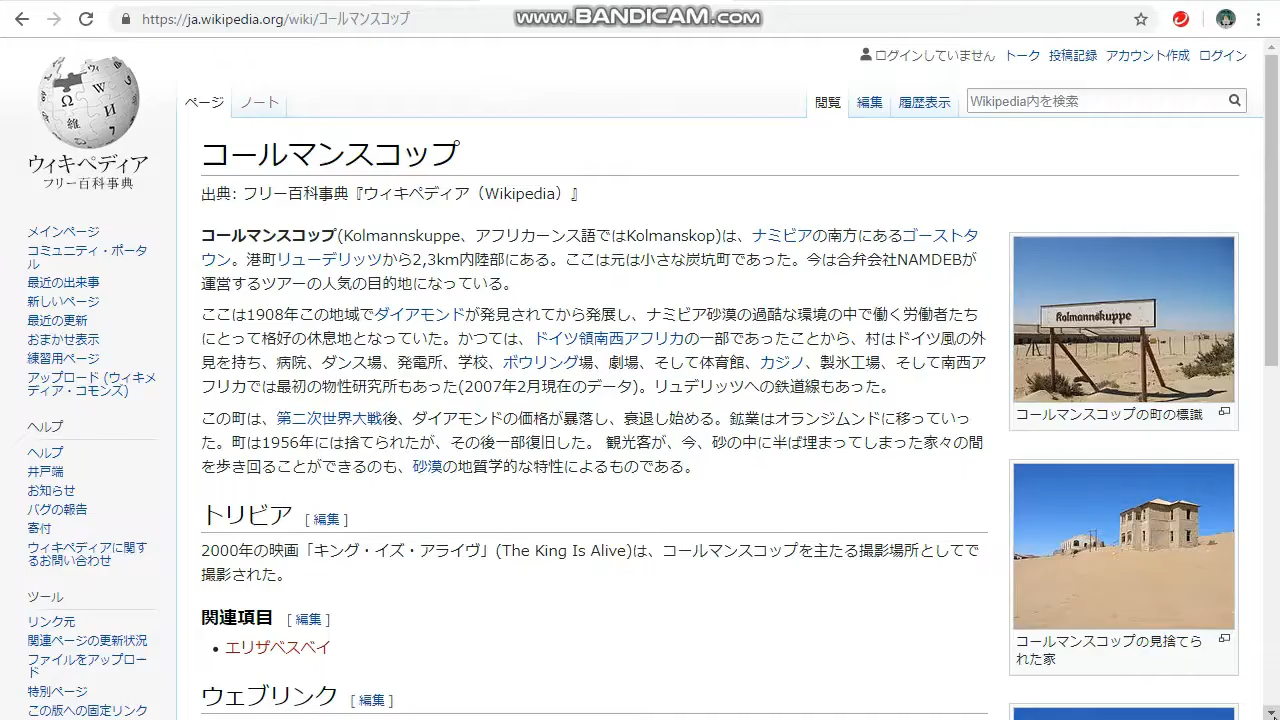 https://ja.wikipedia.org/wiki/コールマンスコップ
www.BANDICAM.com
ログインしていません トーク 投稿記録 アカウント作成 ログイン
ページ ノート 閲覧 編集 履歴表示 Wikipedia内を検索
ウィキペディア
フリー百科事典
メインページ
コミュニティ・ポータ
ル
最近の出来事
新しいページ
最近の更新
おまかせ表示
練習用ページ
アップロード (ウィキメ
ディア・コモンズ)
ヘルプ
ヘルプ
井戸端
お知らせ
バグの報告
寄付
ウィキペディアに関す
るお問い合わせ
ツール
リンク元
関連ページの更新状況
ファイルをアップロー
ド
特別ページ
この版への固定リンク
コールマンスコップ
出典: フリー百科事典『ウィキペディア（Wikipedia）』
コールマンスコップ(Kolmannskuppe、アフリカーンス語ではKolmanskop)は、ナミビアの南方にあるゴーストタ
ウン。港町リューデリッツから2,3km内陸部にある。ここは元は小さな炭坑町であった。今は合弁会社NAMDEBが
運営するツアーの人気の目的地になっている。
ここは1908年この地域でダイアモンドが発見されてから発展し、ナミビア砂漠の過酷な環境の中で働く労働者たち
にとって格好の休息地となっていた。かつては、ドイツ領南西アフリカの一部であったことから、村はドイツ風の外
見を持ち、病院、ダンス場、発電所、学校、ボウリング場、劇場、そして体育館、カジノ、製氷工場、そして南西ア
フリカでは最初の物性研究所もあった(2007年2月現在のデータ)。リュデリッツへの鉄道線もあった。
この町は、第二次世界大戦後、ダイアモンドの価格が暴落し、衰退し始める。鉱業はオランジムンドに移っていっ
た。町は1956年には捨てられたが、その後一部復旧した。 観光客が、今、砂の中に半ば埋まってしまった家々の間
を歩き回ることができるのも、砂漠の地質学的な特性によるものである。
トリビア [ 編集 ]
2000年の映画「キング・イズ・アライヴ」(The King Is Alive)は、コールマンスコップを主たる撮影場所としてで
撮影された。
関連項目 [ 編集 ]
エリザベスベイ
ウェブリンク [ 編集 ]
Kolmannskuppe
コールマンスコップの町の標識
コールマンスコップの見捨てら
れた家